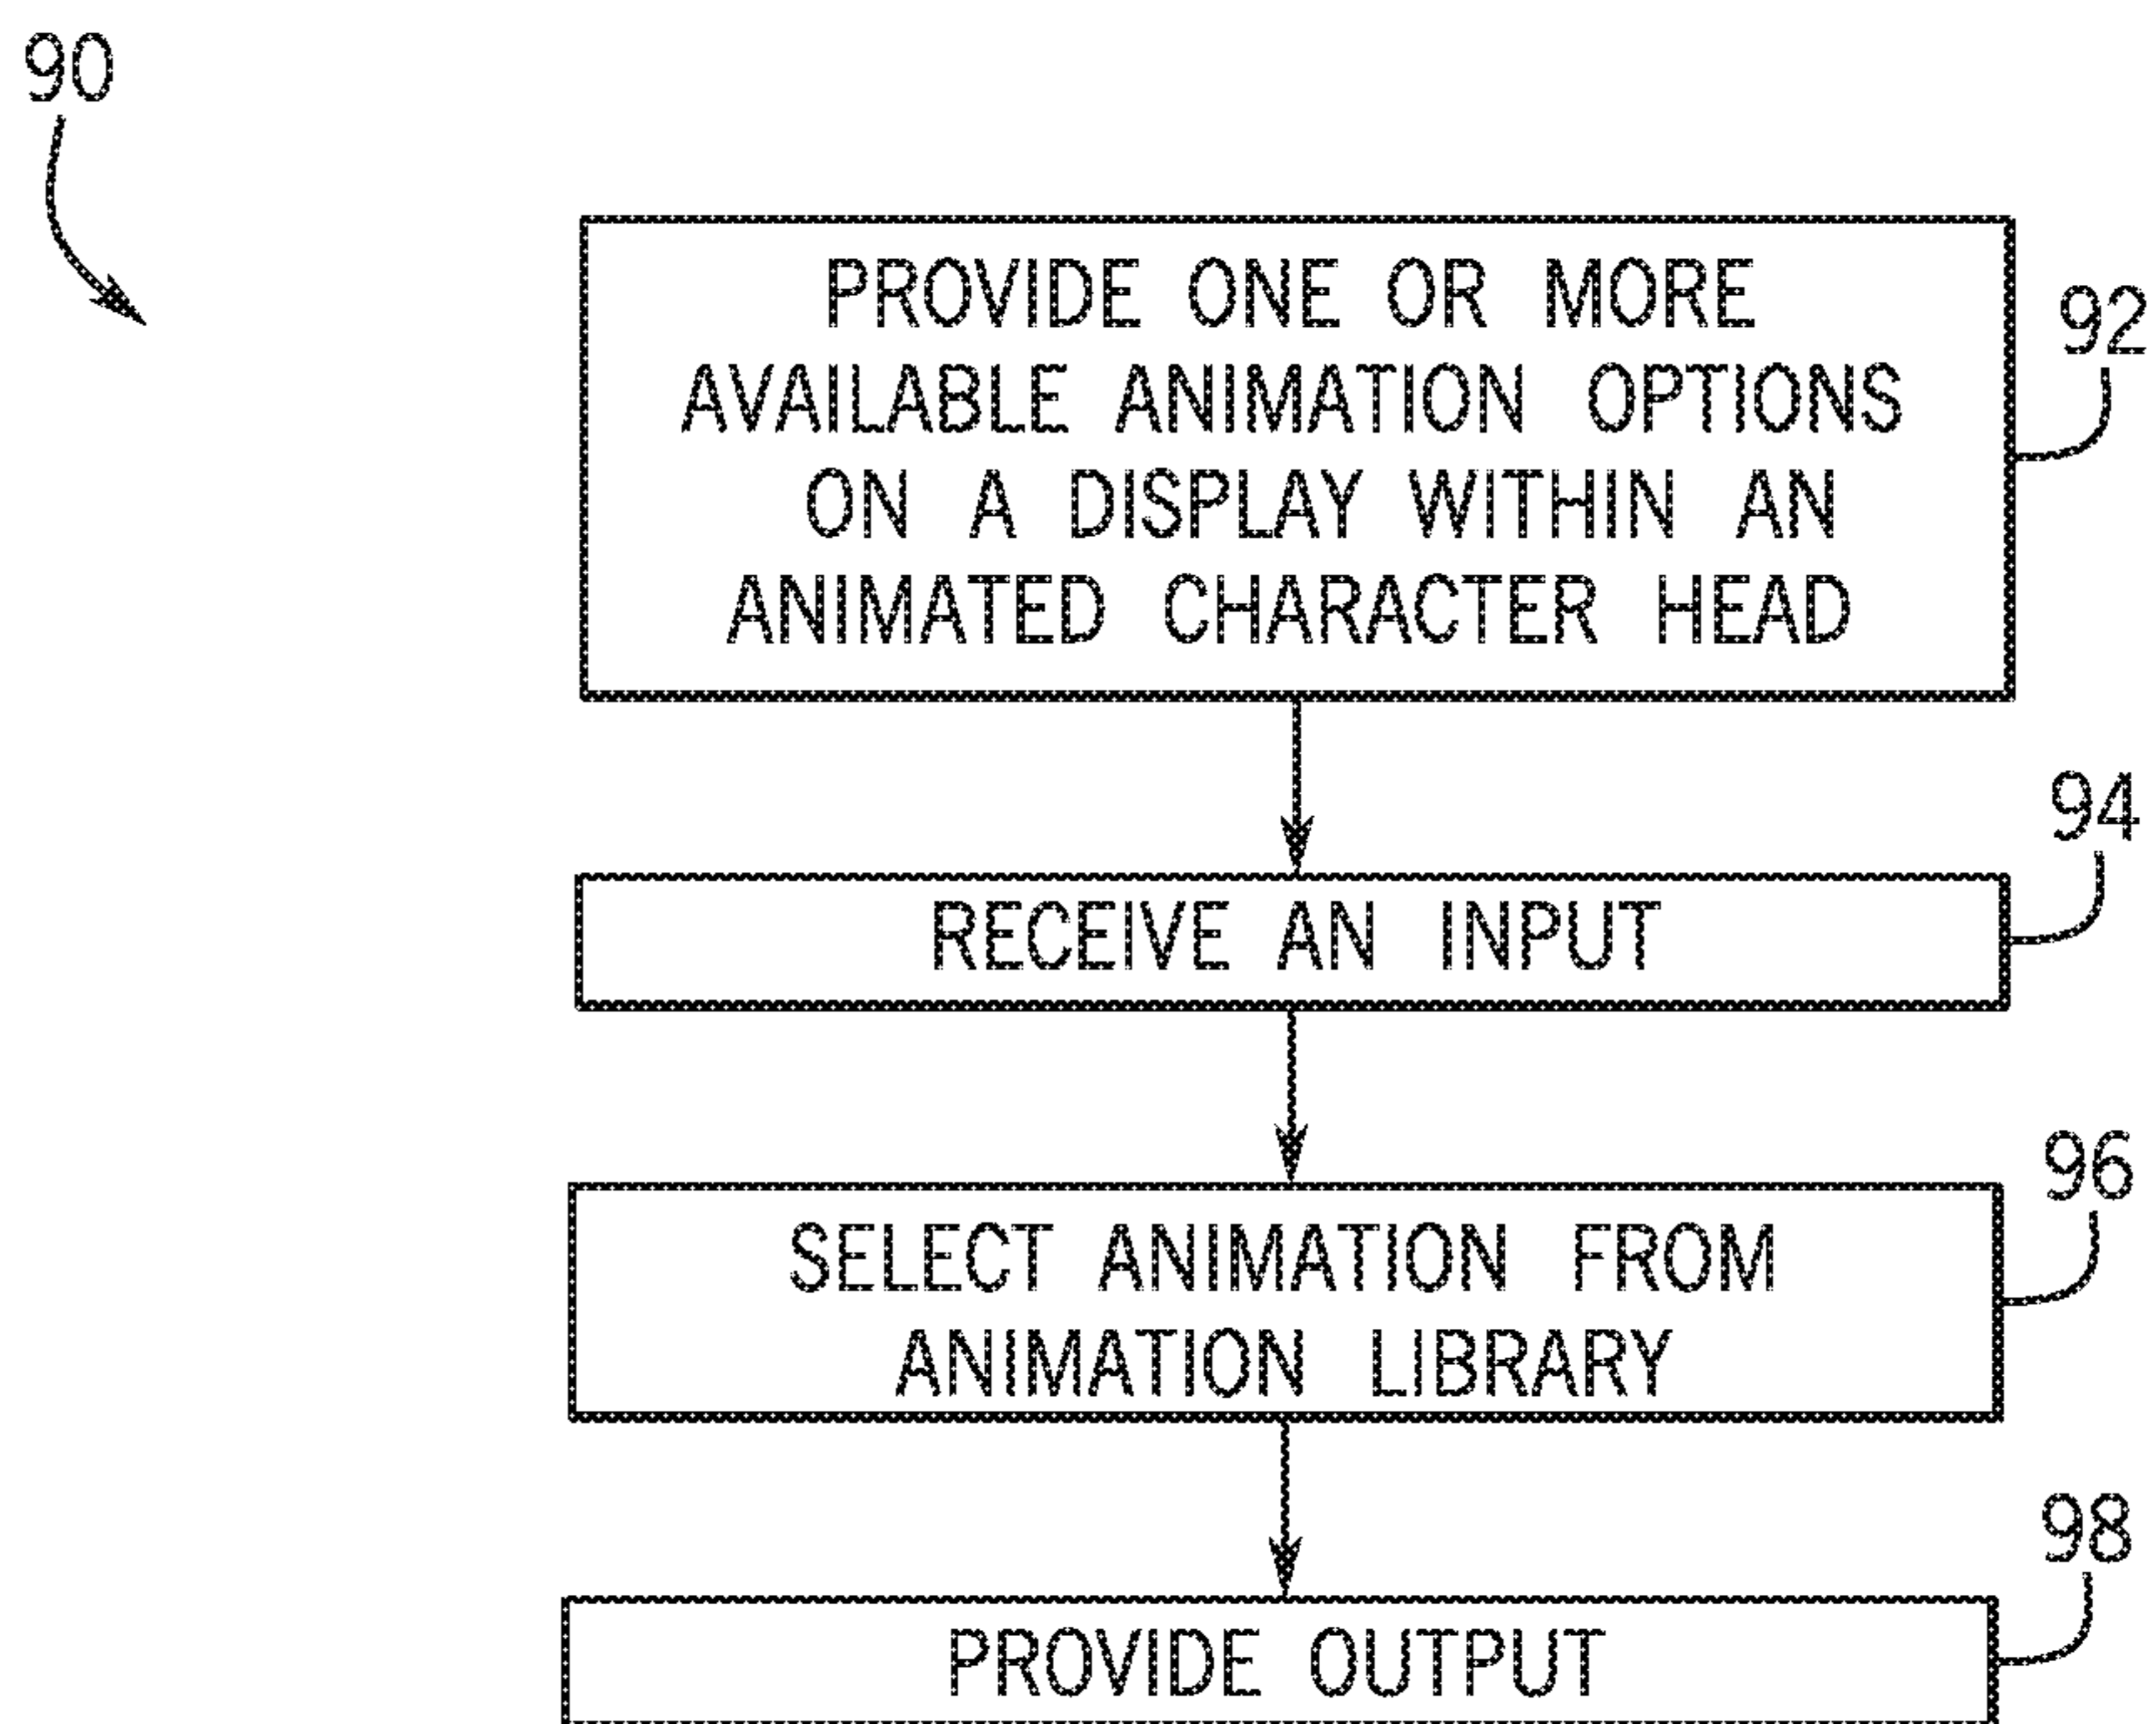 90
PROVIDE ONE OR MORE
AVAILABLE ANIMATION OPTIONS
ON A DISPLAY WITHIN AN
ANIMATED CHARACTER HEAD
92
RECEIVE AN INPUT
94
SELECT ANIMATION FROM
ANIMATION LIBRARY
96
PROVIDE OUTPUT
98